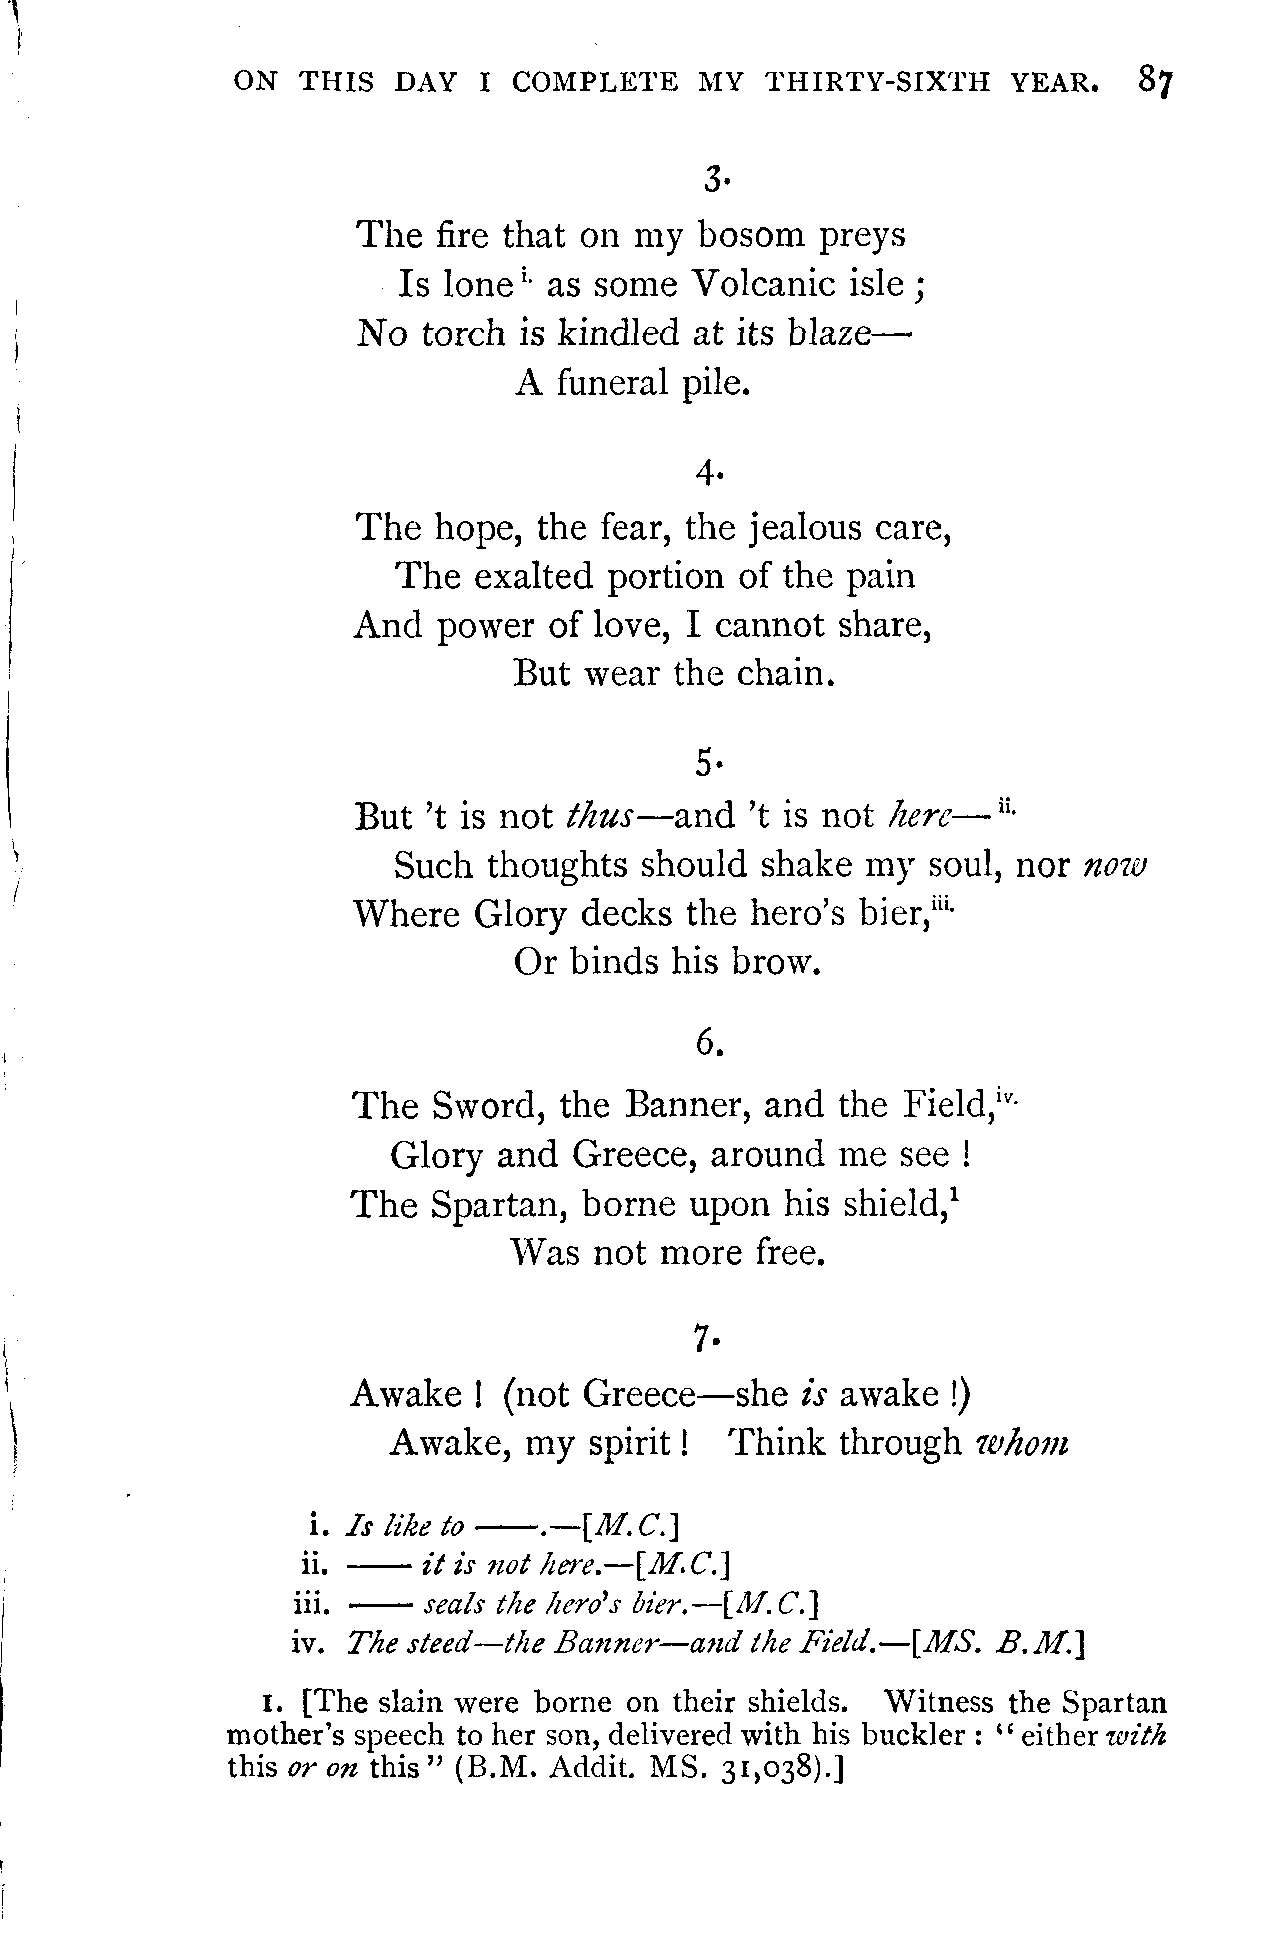 ON THIS DAY I COMPLETE MY THIRTY-SIXTH YEAR. 87
3.
The fire that on my bosom preys
Is lone i. as some Volcanic isle ;
No torch is kindled at its blaze—
A funeral pile.
4.
The hope, the fear, the jealous care,
The exalted portion of the pain
And power of love, I cannot share,
But wear the chain.
5.
But 't is not thus—and 't is not here— ii.
Such thoughts should shake my soul, nor now
Where Glory decks the hero's bier, iii.
Or binds his brow.
6.
The Sword, the Banner, and the Field, iv.
Glory and Greece, around me see !
The Spartan, borne upon his shield,¹
Was not more free.
7.
Awake ! (not Greece—she is awake !)
Awake, my spirit ! Think through whom
i. Is like to ——.—[M. C.]
ii. —— it is not here.—[M. C.]
iii. —— seals the hero's bier.—[M. C.]
iv. The steed—the Banner—and the Field.—[MS. B. M.]
1. [The slain were borne on their shields. Witness the Spartan
mother's speech to her son, delivered with his buckler : "either with
this or on this" (B.M. Addit. MS. 31,038).]